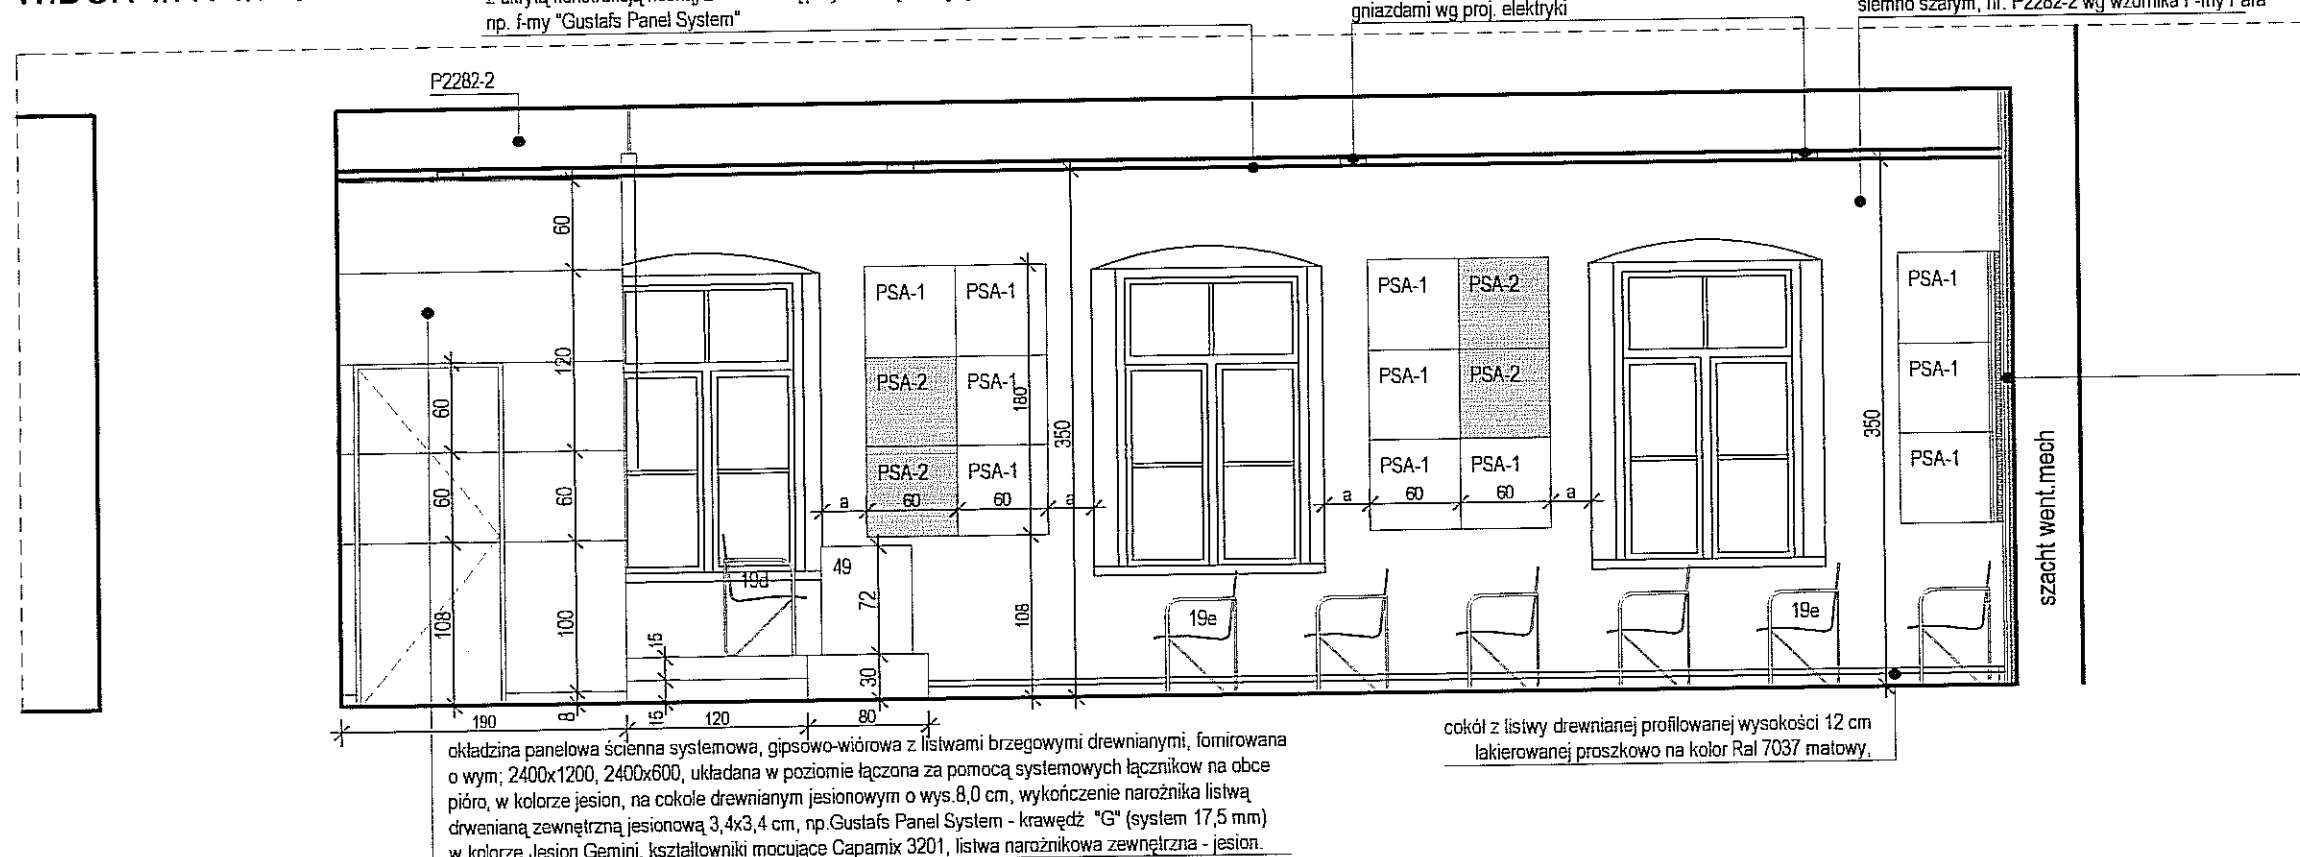 np. f-my "Gustafs Panel System"
gniazdami wg proj. elektryki
P2282-2
60
120
60
100
8
60
60
108
PSA-1 PSA-1
PSA-2 PSA-1
PSA-2 PSA-1
180
a 60 60 a
350
108
PSA-1 PSA-2
PSA-1 PSA-2
PSA-1 PSA-1
a 60 60 a
PSA-1
PSA-1
PSA-1
350
szacht went.mech
19d
49
72
30
15
15
19e
19e
190
120
80
okładzina panelowa ścienna systemowa, gipsowo-wiórowa z listwami brzegowymi drewnianymi, fornirowana
o wym; 2400x1200, 2400x600, układana w poziomie łączona za pomocą systemowych łącznikow na obce
pióro, w kolorze jesion, na cokole drewnianym jesionowym o wys.8,0 cm, wykończenie narożnika listwą
drwenianą zewnętrzną jesionową 3,4x3,4 cm, np.Gustafs Panel System - krawędż "G" (system 17,5 mm)
w kolorze Jesion Gemini, kształtowniki mocujące Capamix 3201, listwa narożnikowa zewnętrzna - jesion.
cokół z listwy drewnianej profilowanej wysokości 12 cm
lakierowanej proszkowo na kolor Ral 7037 matowy,